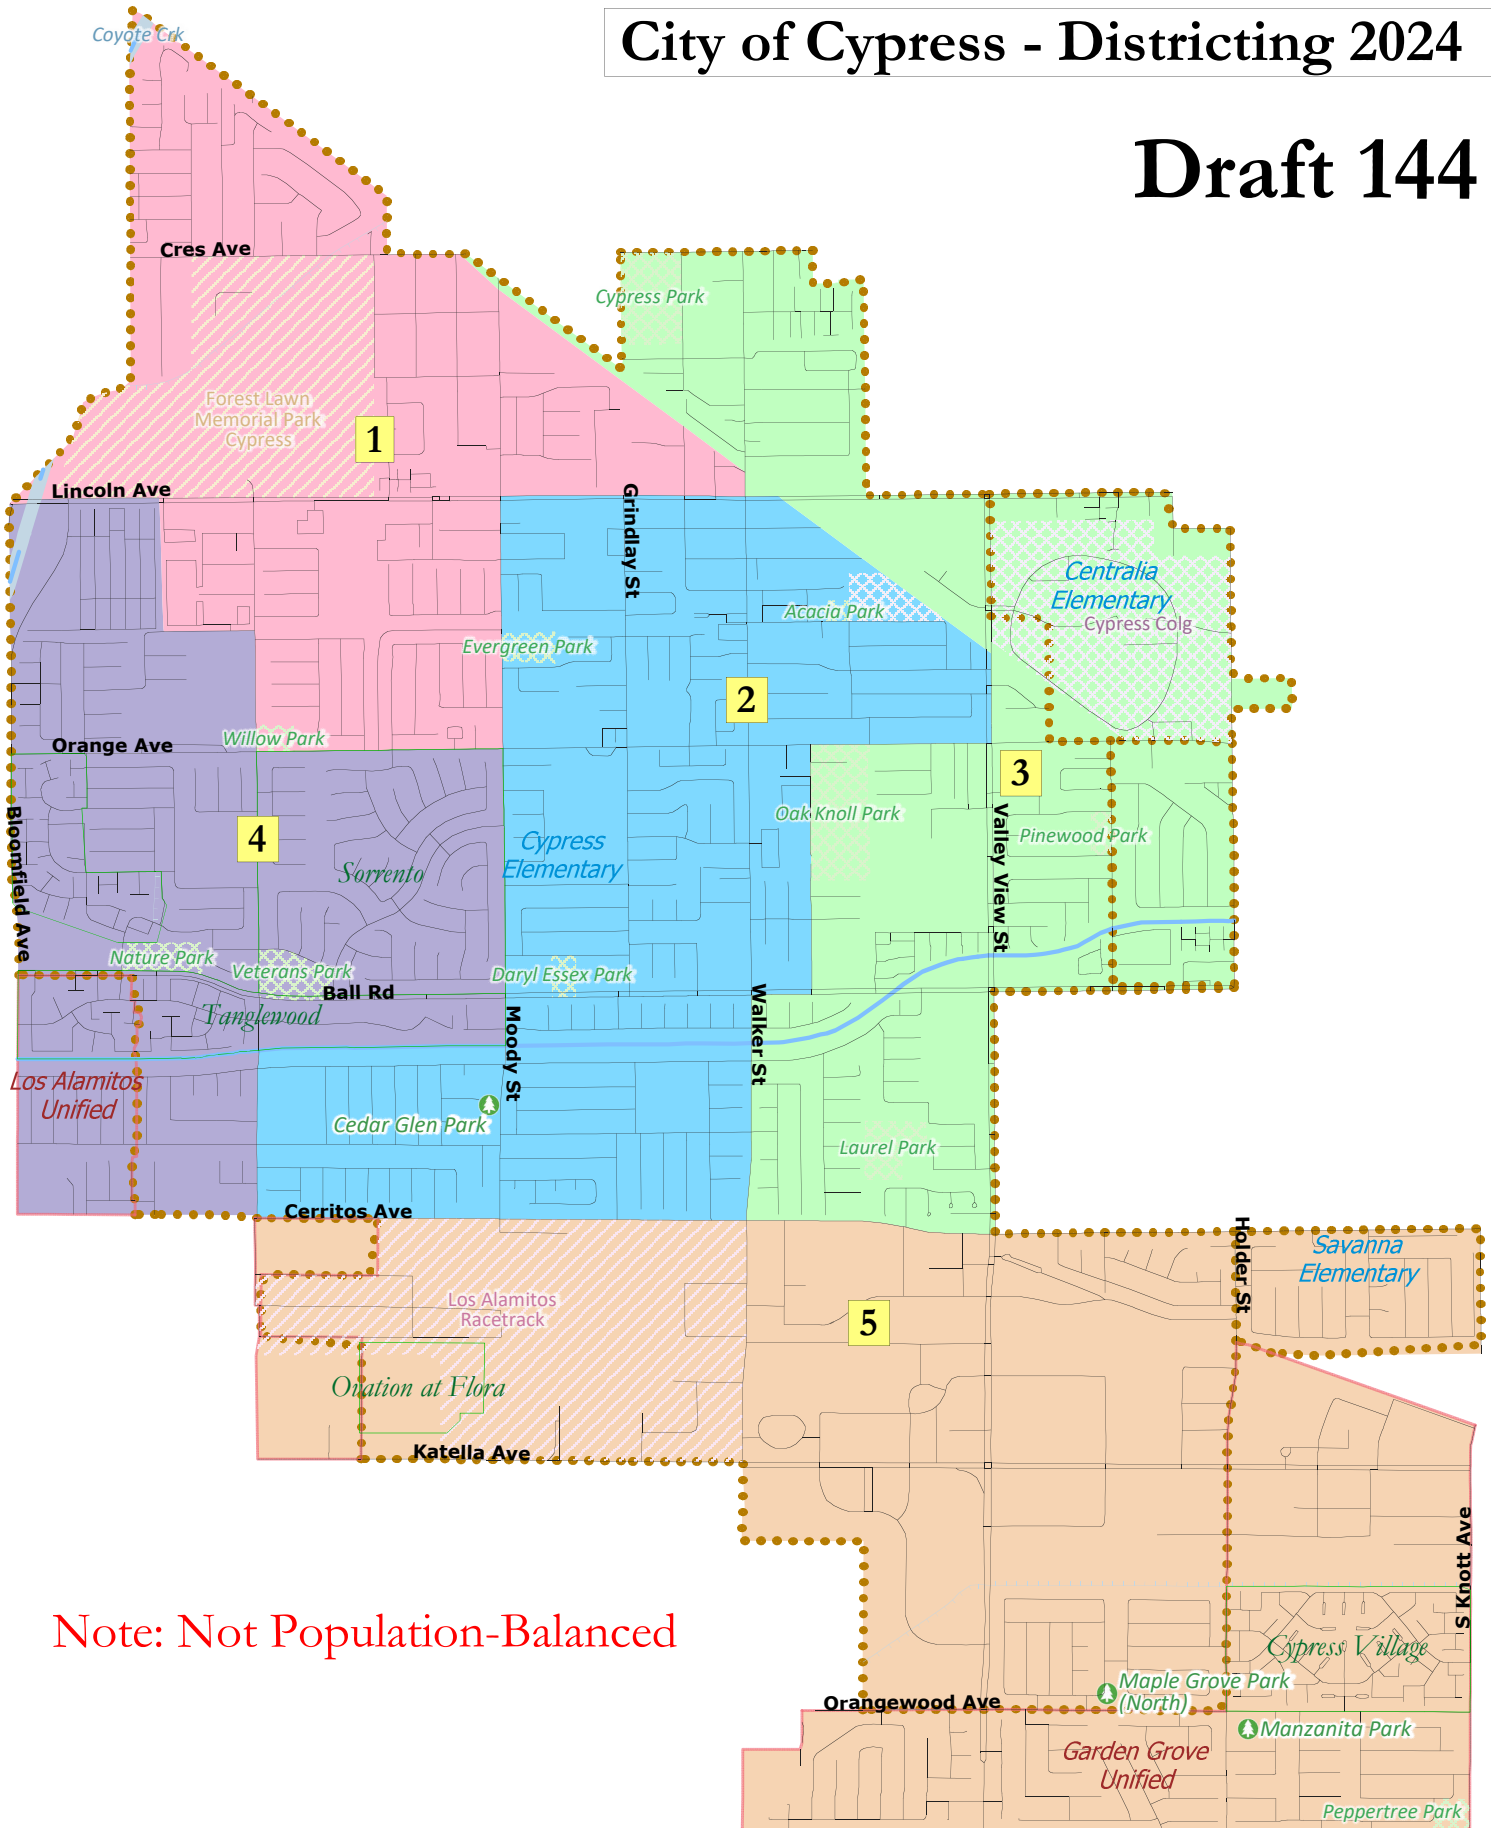 City of Cypress - Districting 2024
Draft 144
Coyote Crk
Cres Ave
Cypress Park
Forest Lawn
Memorial Park
Cypress
1
Lincoln Ave
Grindlay St
Centralia
Elementary
Cypress Colg
Acacia Park
Evergreen Park
2
Willow Park
Orange Ave
3
Bloomfield Ave
4
Sorrento
Cypress
Elementary
Oak Knoll Park
Valley View St
Pinewood Park
Nature Park
Veterans Park
Daryl Essex Park
Ball Rd
Tanglewood
Moody St
Walker St
Los Alamitos
Unified
Cedar Glen Park
Laurel Park
Cerritos Ave
Holder St
Savanna
Elementary
Los Alamitos
Racetrack
5
Ovation at Flora
Katella Ave
S Knott Ave
Note: Not Population-Balanced
Cypress Village
Maple Grove Park
(North)
Orangewood Ave
Manzanita Park
Garden Grove
Unified
Peppertree Park